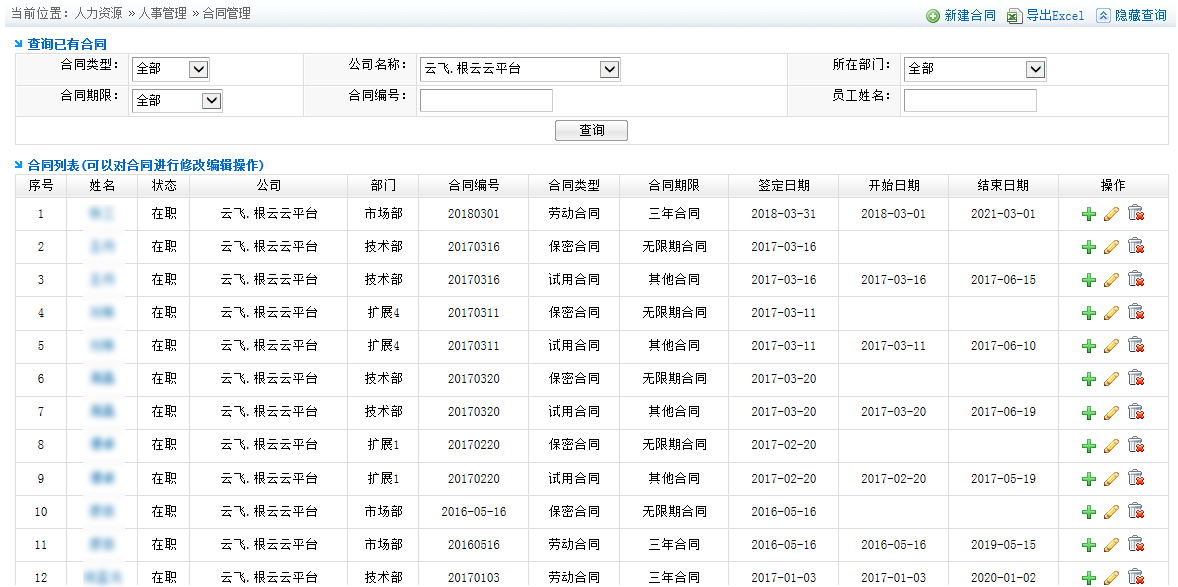 当前位置：人力资源 » 人事管理 » 合同管理 新建合同 导出Excel 隐藏查询
查询已有合同
合同类型： 全部 公司名称： 云飞.根云云平台 所在部门： 全部
合同期限： 全部 合同编号： 员工姓名：
查询
合同列表(可以对合同进行修改编辑操作)
序号 姓名 状态 公司 部门 合同编号 合同类型 合同期限 签定日期 开始日期 结束日期 操作
1 在职 云飞.根云云平台 市场部 20180301 劳动合同 三年合同 2018-03-31 2018-03-01 2021-03-01
2 在职 云飞.根云云平台 技术部 20170316 保密合同 无限期合同 2017-03-16
3 在职 云飞.根云云平台 技术部 20170316 试用合同 其他合同 2017-03-16 2017-03-16 2017-06-15
4 在职 云飞.根云云平台 扩展4 20170311 保密合同 无限期合同 2017-03-11
5 在职 云飞.根云云平台 扩展4 20170311 试用合同 其他合同 2017-03-11 2017-03-11 2017-06-10
6 在职 云飞.根云云平台 技术部 20170320 保密合同 无限期合同 2017-03-20
7 在职 云飞.根云云平台 技术部 20170320 试用合同 其他合同 2017-03-20 2017-03-20 2017-06-19
8 在职 云飞.根云云平台 扩展1 20170220 保密合同 无限期合同 2017-02-20
9 在职 云飞.根云云平台 扩展1 20170220 试用合同 其他合同 2017-02-20 2017-02-20 2017-05-19
10 在职 云飞.根云云平台 市场部 2016-05-16 保密合同 无限期合同 2016-05-16
11 在职 云飞.根云云平台 市场部 20160516 劳动合同 三年合同 2016-05-16 2016-05-16 2019-05-15
12 在职 云飞.根云云平台 技术部 20170103 劳动合同 三年合同 2017-01-03 2017-01-03 2020-01-02